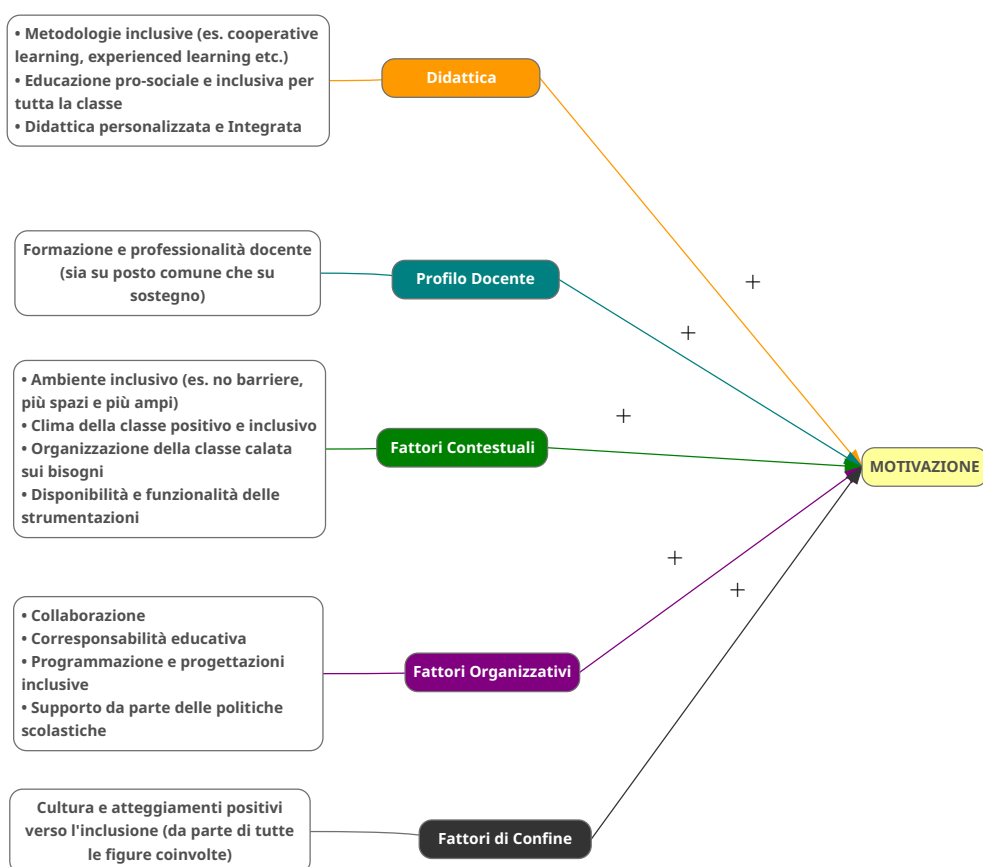 • Metodologie inclusive (es. cooperative
learning, experienced learning etc.)
• Educazione pro-sociale e inclusiva per
tutta la classe
• Didattica personalizzata e Integrata
Didattica
Formazione e professionalità docente
(sia su posto comune che su
sostegno)
Profilo Docente
+
+
• Ambiente inclusivo (es. no barriere,
più spazi e più ampi)
• Clima della classe positivo e inclusivo
• Organizzazione della classe calata
sui bisogni
• Disponibilità e funzionalità delle
strumentazioni
Fattori Contestuali
+
MOTIVAZIONE
+
+
• Collaborazione
• Corresponsabilità educativa
• Programmazione e progettazioni
inclusive
• Supporto da parte delle politiche
scolastiche
Fattori Organizzativi
Cultura e atteggiamenti positivi
verso l'inclusione (da parte di tutte
le figure coinvolte)
Fattori di Confine